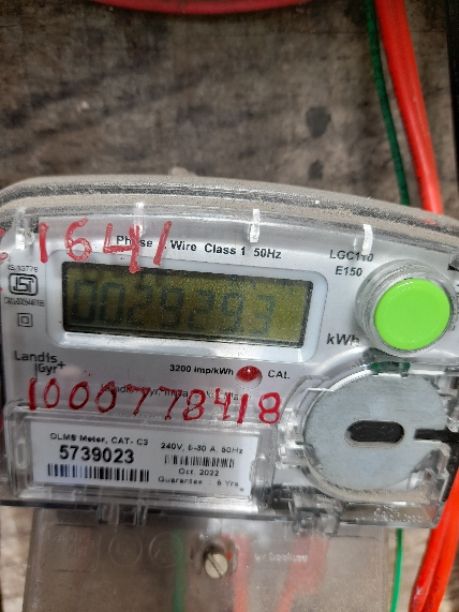 1641
Phase Wire Class 1 50Hz
LGC110
E150
0029293
kWh
Landis
Gyr+
3200 imp/kWh CAL
1000778418
DLMS Meter, CAT- C3
5739023
240V, 5-30 A, 50Hz
Oct. 2022
Guarantee : 5 Yrs.